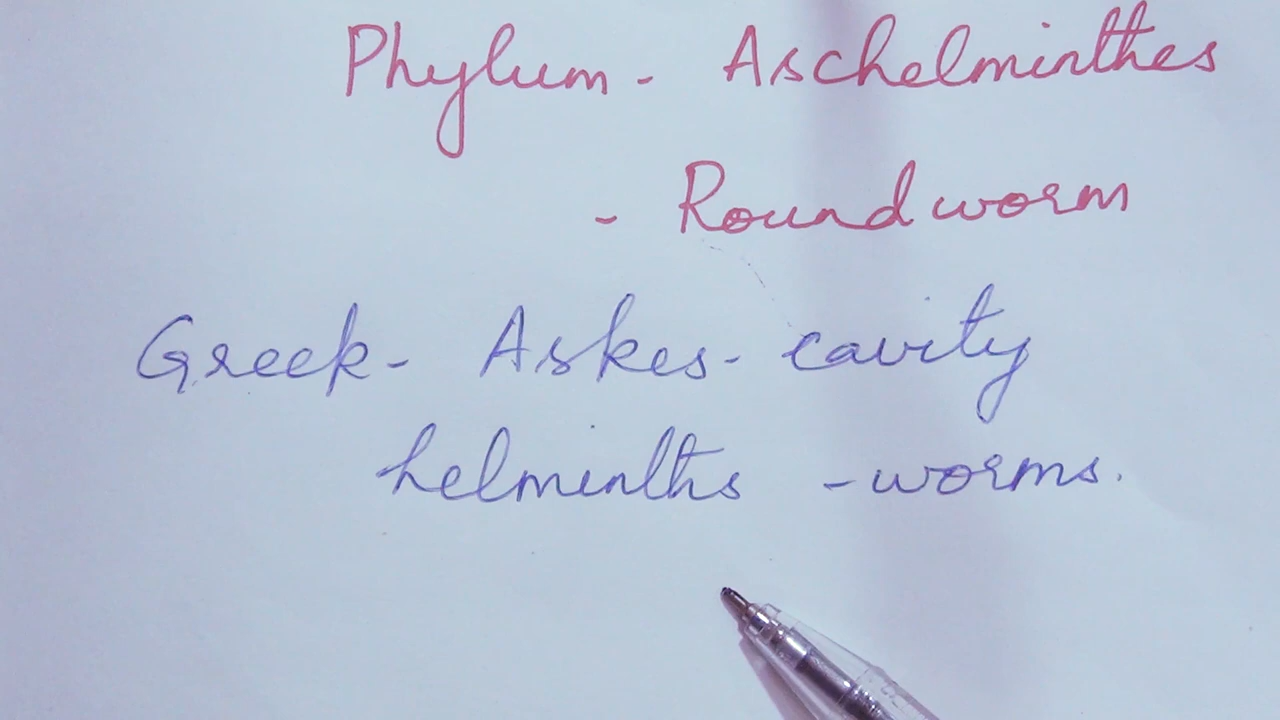 Phylum - Aschelminthes
- Roundworm
Greek - Askes - cavity
helminths - worms.